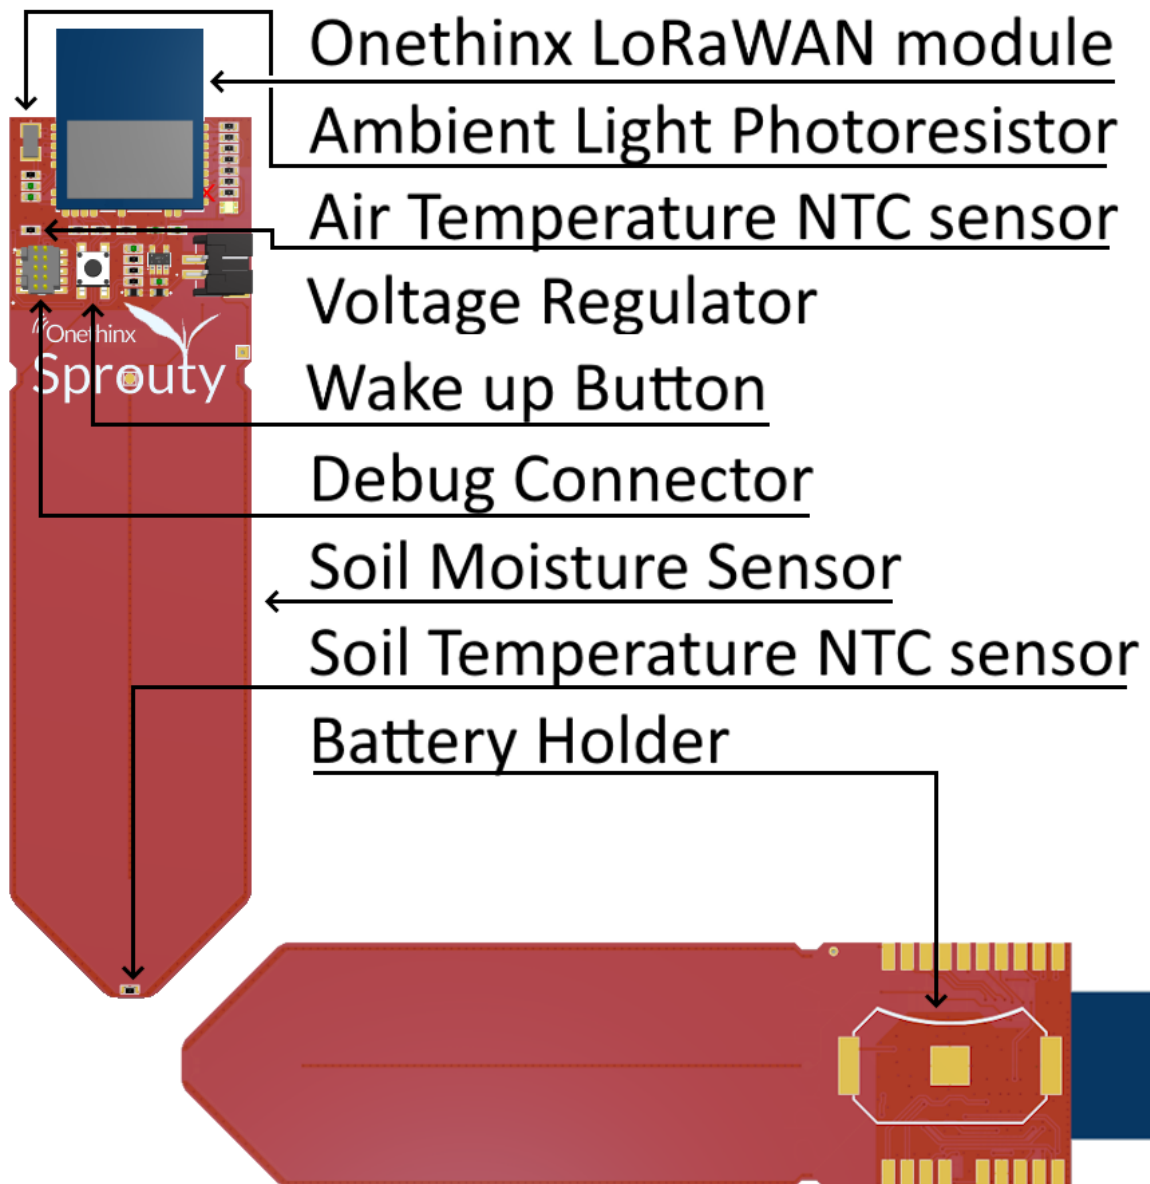 Onethinx LoRaWAN module
Ambient Light Photoresistor
Air Temperature NTC sensor
Voltage Regulator
Onethinx
Sprouty
Wake up Button
Debug Connector
Soil Moisture Sensor
Soil Temperature NTC sensor
Battery Holder